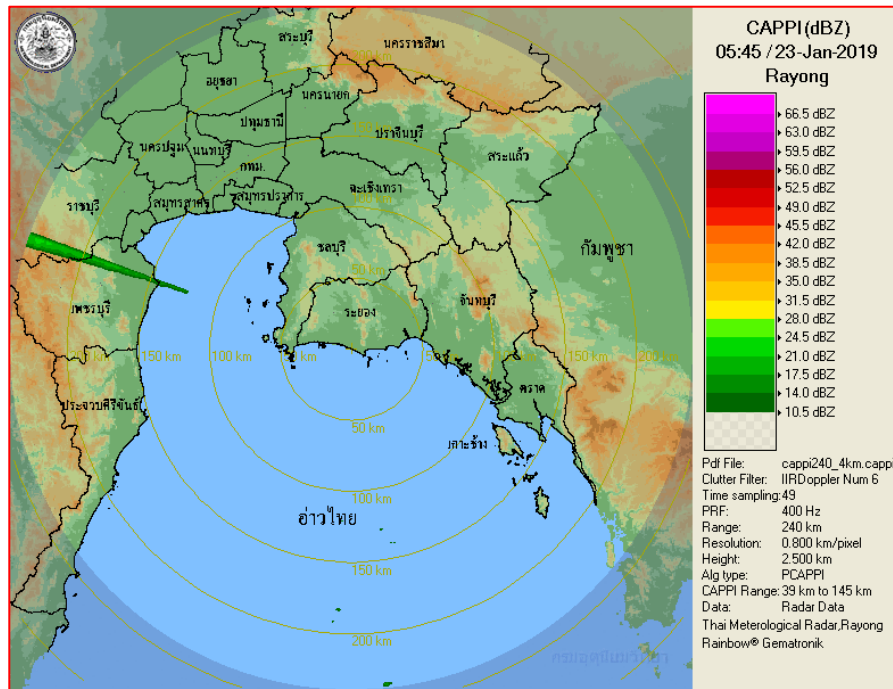 CAPPI (dBZ)
05:45 / 23-Jan-2019
Rayong
66.5 dBZ
63.0 dBZ
59.5 dBZ
56.0 dBZ
52.5 dBZ
49.0 dBZ
45.5 dBZ
42.0 dBZ
38.5 dBZ
35.0 dBZ
31.5 dBZ
28.0 dBZ
24.5 dBZ
21.0 dBZ
17.5 dBZ
14.0 dBZ
10.5 dBZ
Pdf File: cappi240_4km.cappi
Clutter Filter: IIRDoppler Num 6
Time sampling:49
PRF: 400 Hz
Range: 240 km
Resolution: 0.800 km/pixel
Height: 2.500 km
Alg type: PCAPPI
CAPPI Range: 39 km to 145 km
Data: Radar Data
Thai Meterological Radar,Rayong
Rainbow® Gematronik
สระบุรี
นครราชสีมา
อยุธยา
นครนายก
ปทุมธานี
ปราจีนบุรี
นครปฐม
นนทบุรี
สระแก้ว
กทม.
ฉะเชิงเทรา
ราชบุรี
สมุทรสาคร
สมุทรปราการ
ชลบุรี
กัมพูชา
เพชรบุรี
ระยอง
จันทบุรี
150 km
100 km
50 km
150 km
200 km
ประจวบคีรีขันธ์
ตราด
50 km
เกาะช้าง
100 km
อ่าวไทย
150 km
200 km
กรมอุตุนิยมวิทยา